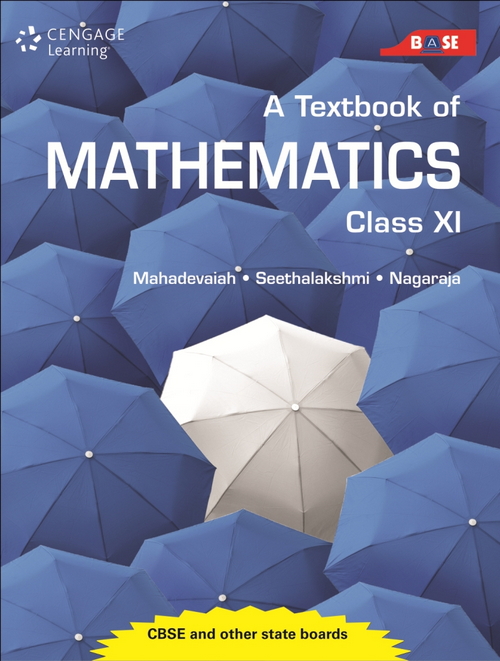 CENGAGE
Learning
BASE
A Textbook of
MATHEMATICS
Class XI
Mahadevaiah • Seethalakshmi • Nagaraja
CBSE and other state boards